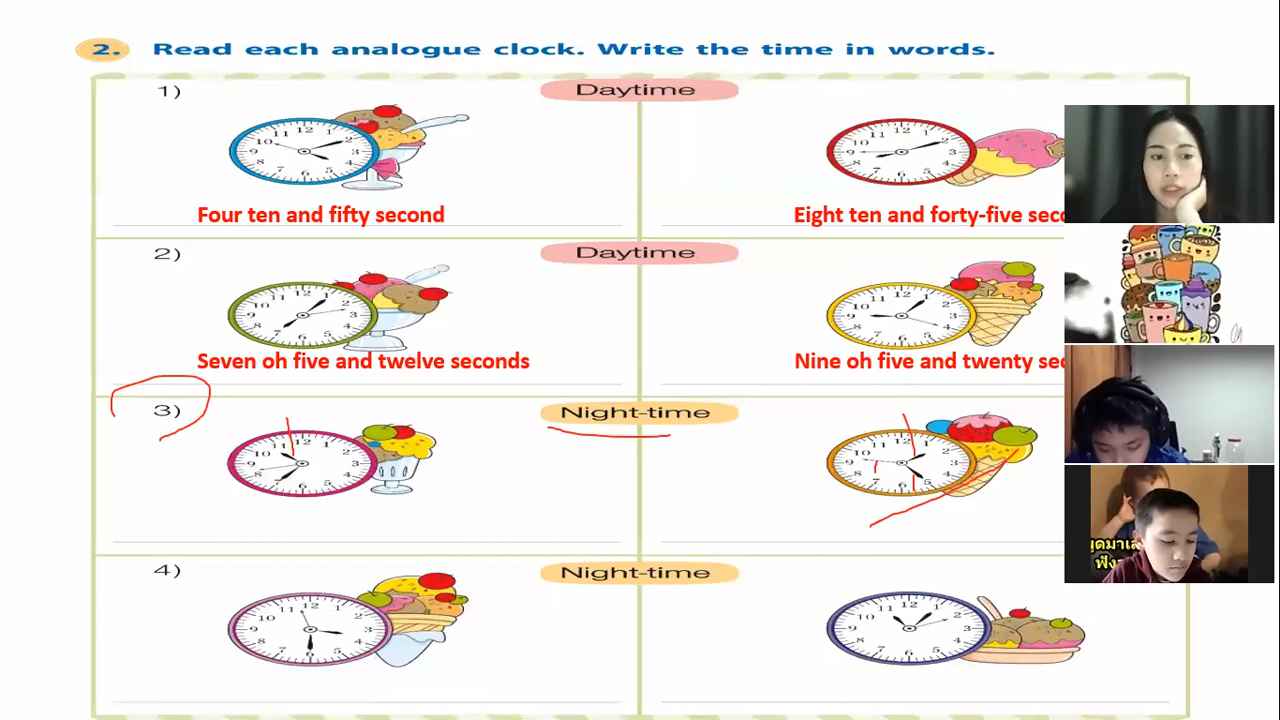 2. Read each analogue clock. Write the time in words.
1) Daytime
Four ten and fifty second
Eight ten and forty-five
2) Daytime
Seven oh five and twelve seconds
Nine oh five and twenty
3) Night-time
4) Night-time